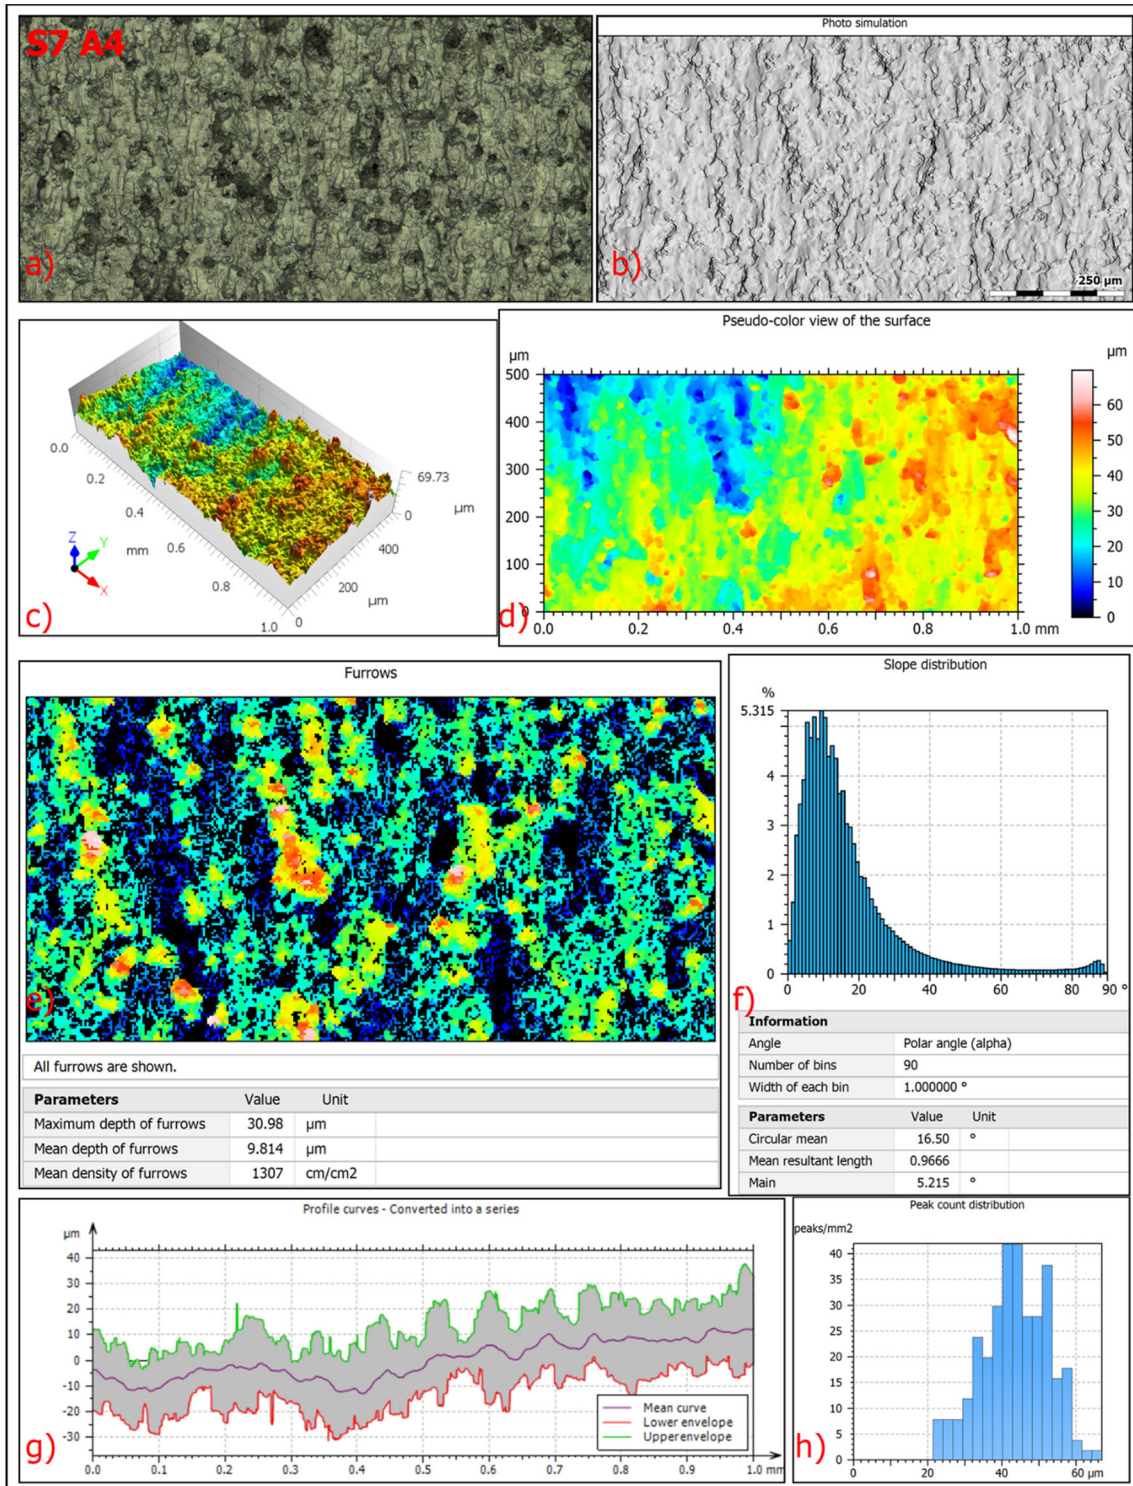 S7 A4
a)
Photo simulation
b)
250 µm
c)
0.0
0.2
0.4
mm
0.6
0.8
1.0
0
200
µm
400
69.73
µm
0
Z
Y
X
Pseudo-color view of the surface
µm
500
400
300
200
100
0
0.0 0.2 0.4 0.6 0.8 1.0 mm
µm
60
50
40
30
20
10
0
d)
Furrows
e)
All furrows are shown.
Parameters Value Unit
Maximum depth of furrows 30.98 µm
Mean depth of furrows 9.814 µm
Mean density of furrows 1307 cm/cm2
Slope distribution
%
5.315
4
3
2
1
0
0 20 40 60 80 90 °
f)
Information
Angle Polar angle (alpha)
Number of bins 90
Width of each bin 1.000000 °
Parameters Value Unit
Circular mean 16.50 °
Mean resultant length 0.9666
Main 5.215 °
Profile curves - Converted into a series
µm
40
30
20
10
0
-10
-20
-30
0.0 0.1 0.2 0.3 0.4 0.5 0.6 0.7 0.8 0.9 1.0 mm
Mean curve
Lower envelope
Upper envelope
g)
Peak count distribution
peaks/mm2
40
35
30
25
20
15
10
5
0
0 20 40 60 µm
h)